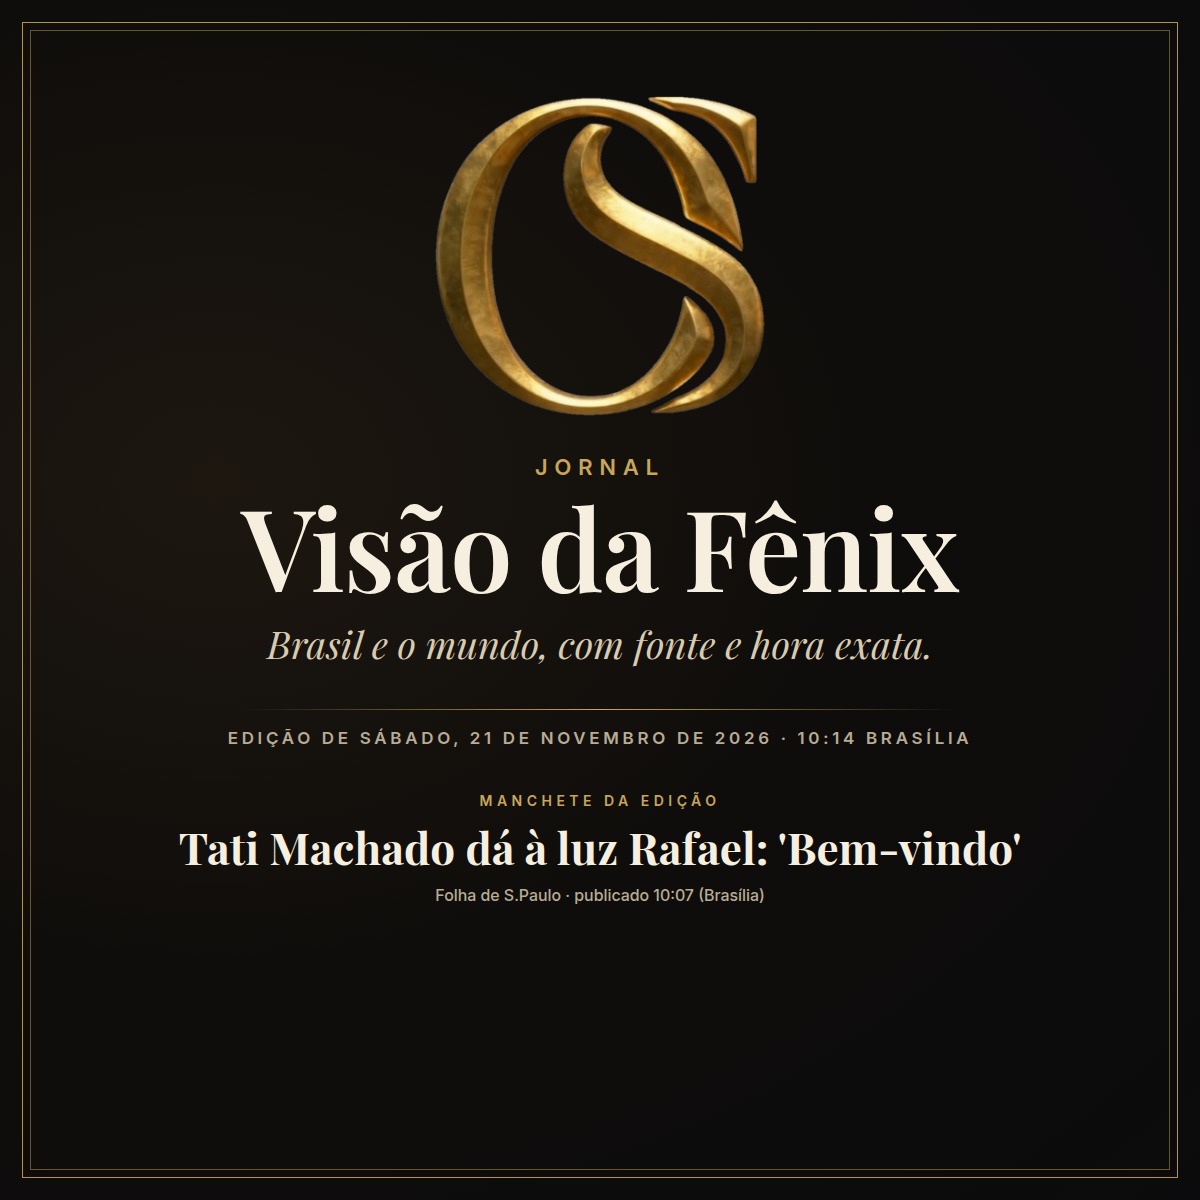 CS
JORNAL
Visão da Fênix
Brasil e o mundo, com fonte e hora exata.
EDIÇÃO DE SÁBADO, 21 DE NOVEMBRO DE 2026 · 10:14 BRASÍLIA
MANCHETE DA EDIÇÃO
Tati Machado dá à luz Rafael: 'Bem-vindo'
Folha de S.Paulo · publicado 10:07 (Brasília)